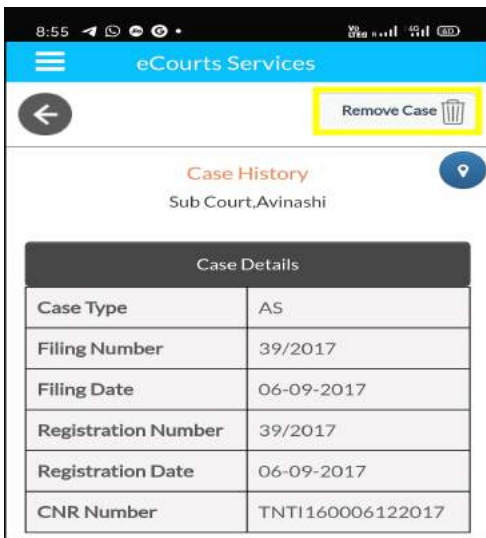 8:55
eCourts Services
Remove Case
Case History
Sub Court,Avinashi
Case Details
Case Type AS
Filing Number 39/2017
Filing Date 06-09-2017
Registration Number 39/2017
Registration Date 06-09-2017
CNR Number TNTI160006122017